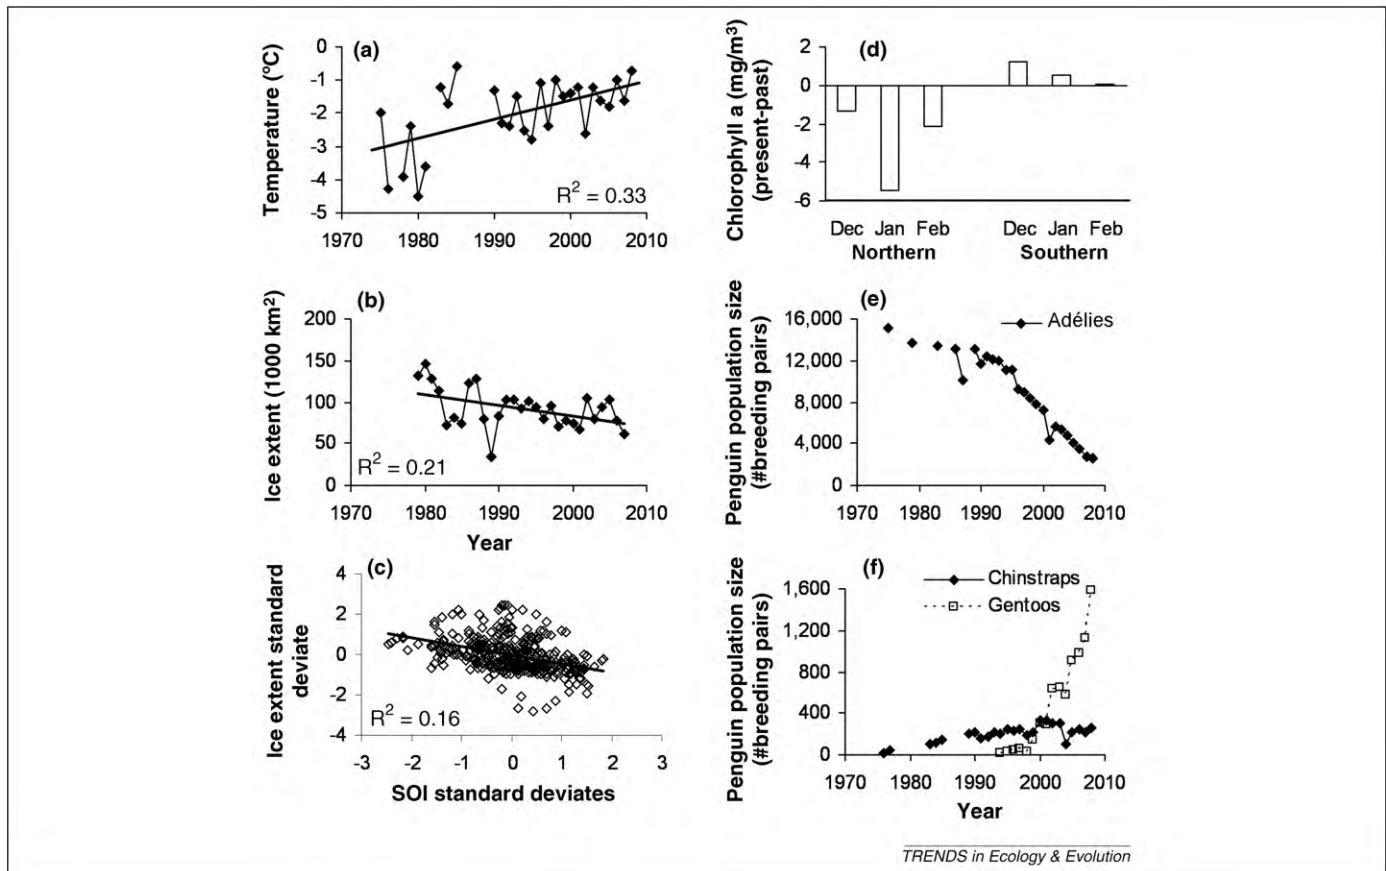 (a)
Temperature (ºC)
0
-1
-2
-3
-4
-5
R2 = 0.33
1970 1980 1990 2000 2010
(b)
Ice extent (1000 km2)
200
150
100
50
0
R2 = 0.21
1970 1980 1990 2000 2010
Year
(c)
Ice extent standard
deviate
4
2
0
-2
-4
R2 = 0.16
-3 -2 -1 0 1 2 3
SOI standard deviates
(d)
Chlorophyll a (mg/m3)
(present-past)
2
0
-2
-4
-6
Dec Jan Feb Dec Jan Feb
Northern Southern
(e)
Penguin population size
(#breeding pairs)
16,000
12,000
8,000
4,000
0
Adélies
1970 1980 1990 2000 2010
(f)
Penguin population size
(#breeding pairs)
Chinstraps
Gentoos
1,600
1,200
800
400
0
1970 1980 1990 2000 2010
Year
TRENDS in Ecology & Evolution